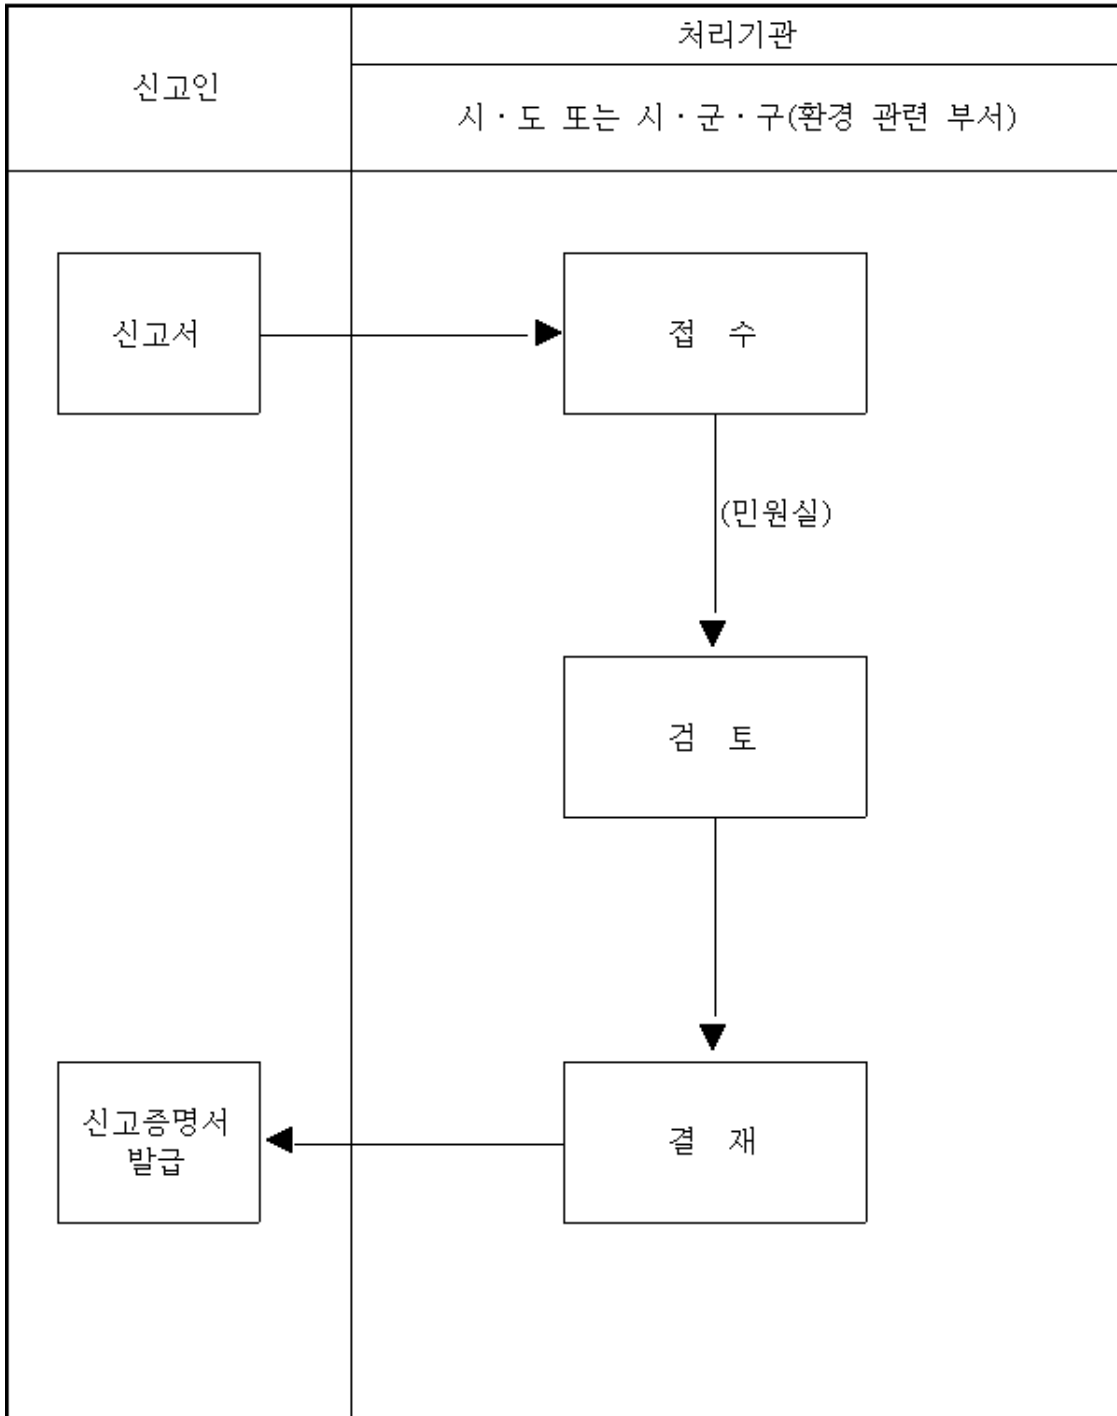 신고인
처리기관
시·도 또는 시·군·구(환경 관련 부서)
신고서
접 수
(민원실)
검 토
신고증명서
발급
결 재